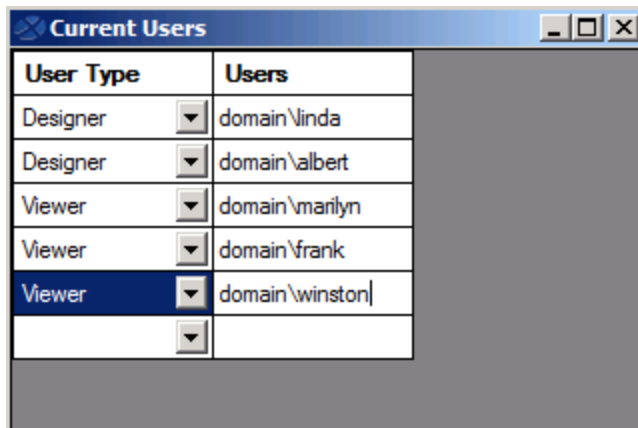 Current Users
User Type Users
Designer domain\linda
Designer domain\albert
Viewer domain\marilyn
Viewer domain\frank
Viewer domain\winston